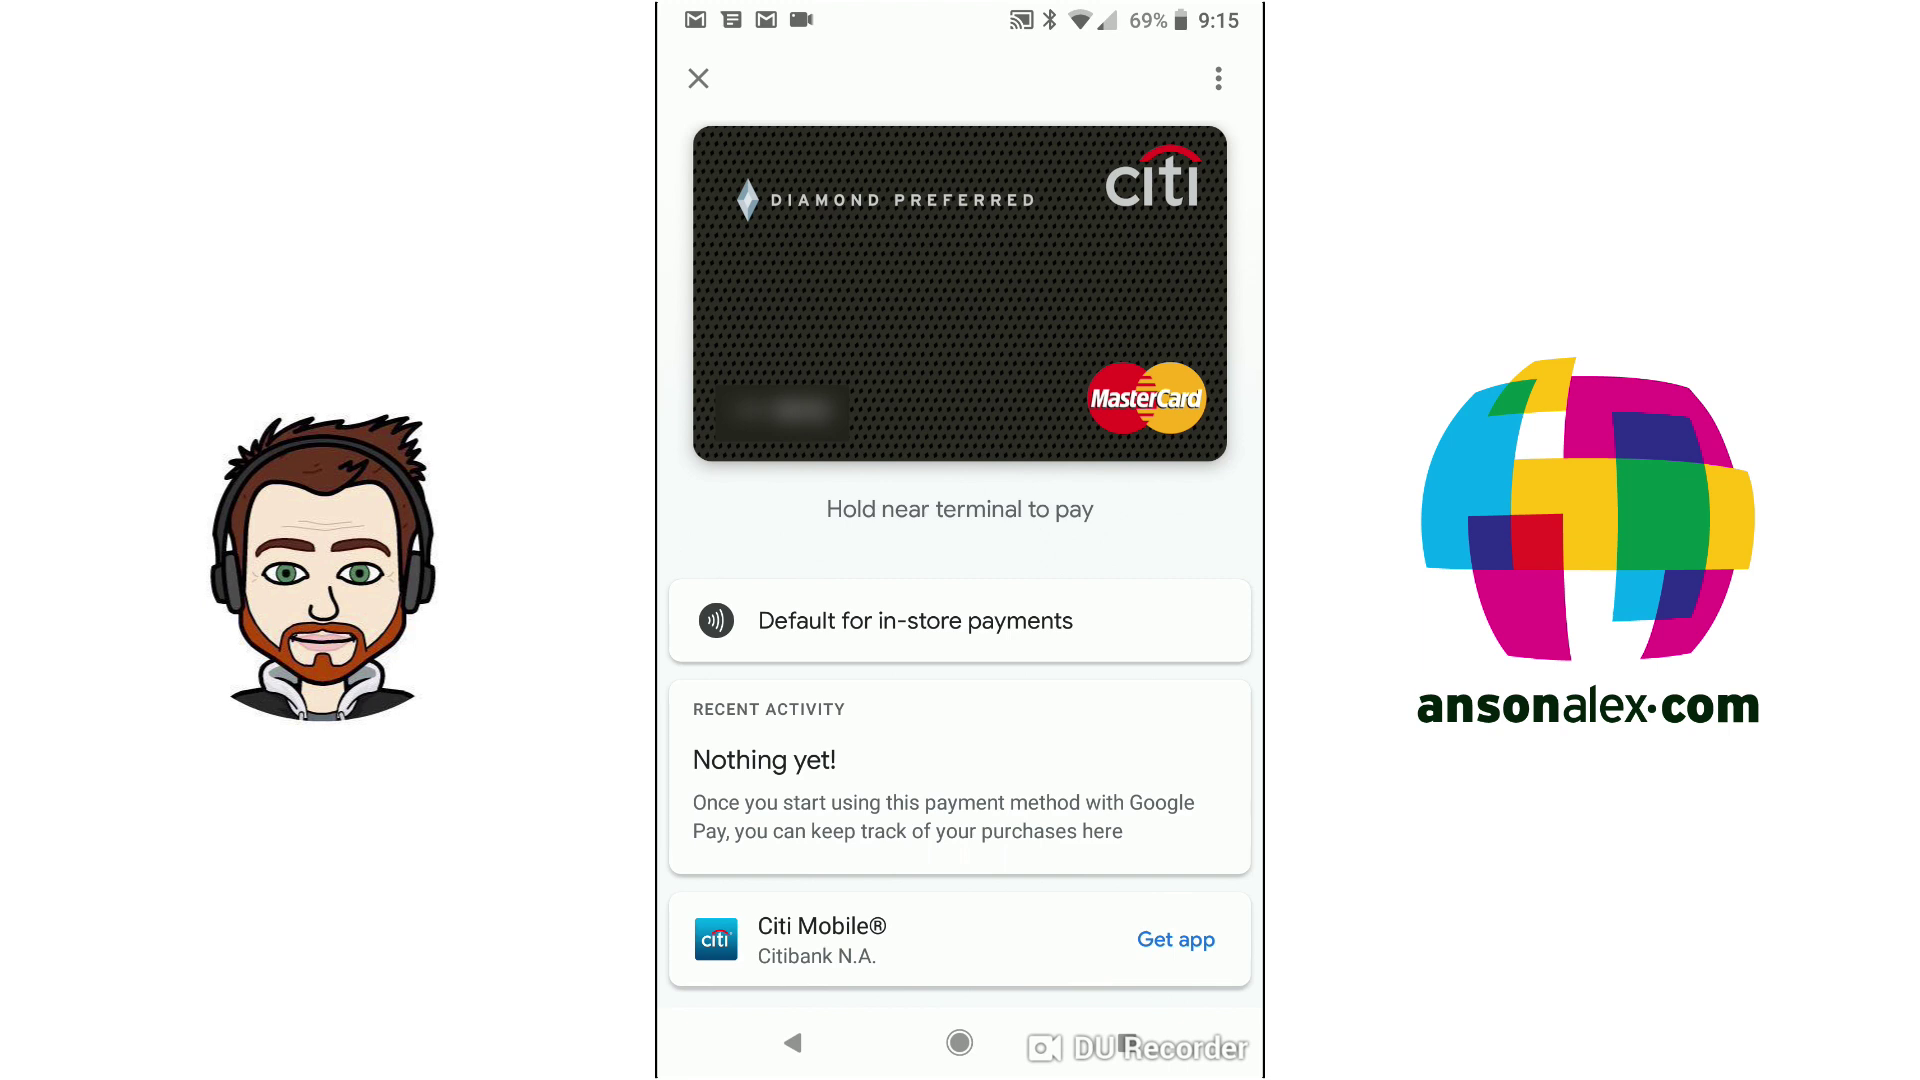 69% 9:15
DIAMOND PREFERRED
citi
MasterCard
Hold near terminal to pay
Default for in-store payments
RECENT ACTIVITY
Nothing yet!
Once you start using this payment method with Google
Pay, you can keep track of your purchases here
citi
Citi Mobile®
Citibank N.A.
Get app
DU Recorder
ansonalex.com